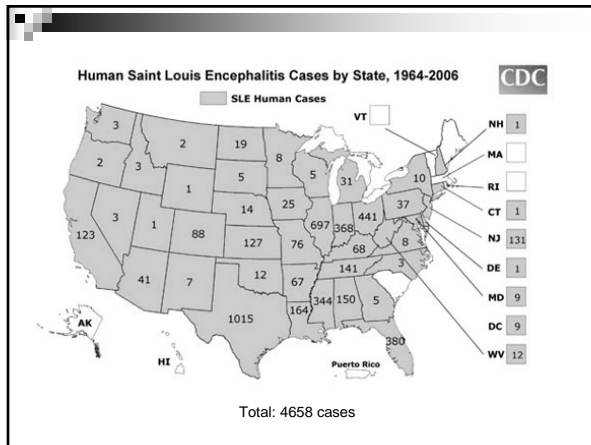 Human Saint Louis Encephalitis Cases by State, 1964-2006
CDC
SLE Human Cases
VT
NH 1
MA
RI
CT 1
NJ 131
DE 1
MD 9
DC 9
WV 12
3
2
19
8
2
3
1
5
5
31
10
14
25
37
123
3
1
88
127
76
697
368
441
8
68
3
41
7
12
67
141
1015
164
344
150
5
380
AK
HI
Puerto Rico
Total: 4658 cases